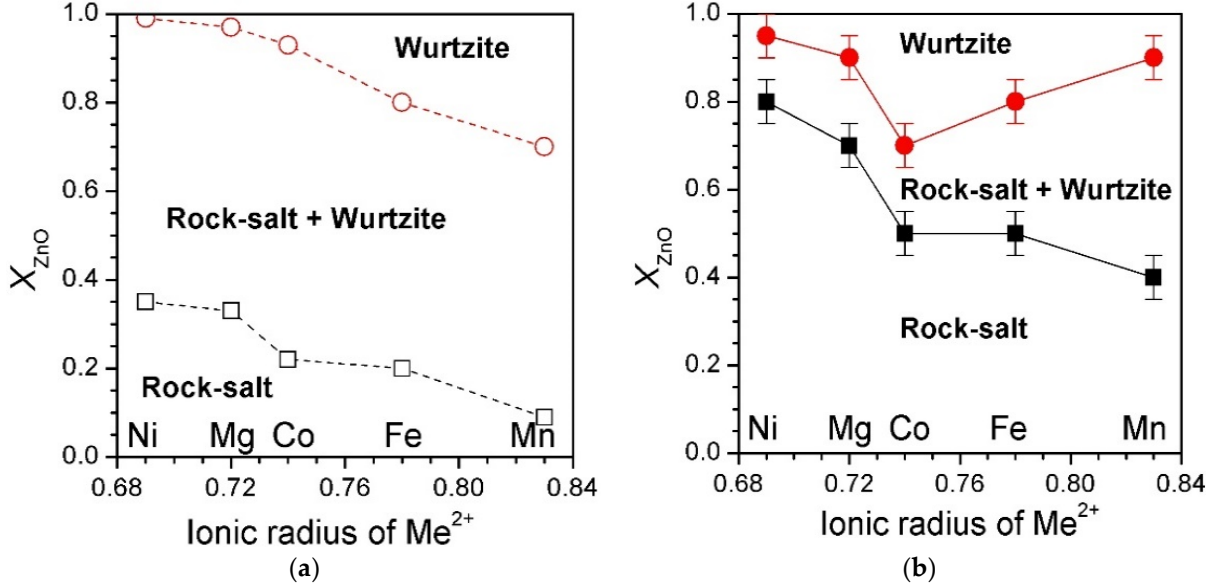 1.0
0.8
0.6
0.4
0.2
0.0
X_ZnO
Wurtzite
Rock-salt + Wurtzite
Rock-salt
Ni Mg Co Fe Mn
0.68 0.72 0.76 0.80 0.84
Ionic radius of Me²⁺
(a)
1.0
0.8
0.6
0.4
0.2
0.0
X_ZnO
Wurtzite
Rock-salt + Wurtzite
Rock-salt
Ni Mg Co Fe Mn
0.68 0.72 0.76 0.80 0.84
Ionic radius of Me²⁺
(b)